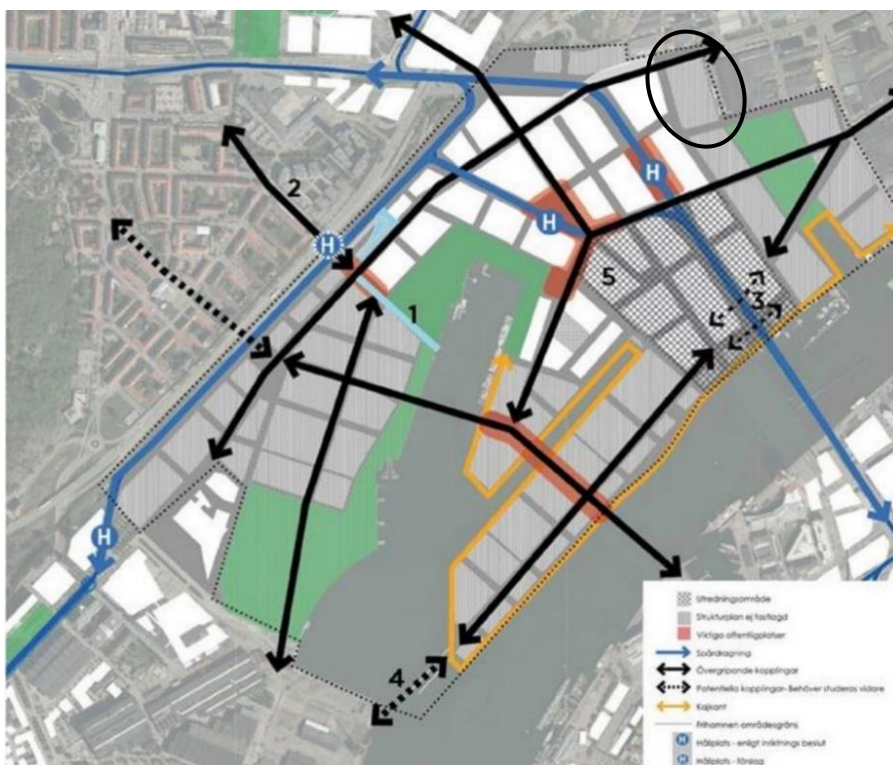 2
H
H
H
5
3
1
H
4
Utredningsområde
Strukturplan ej fastlagd
Viktiga offentligplatser
Spårdragning
Övergripande kopplingar
Potentiella kopplingar- Behöver studeras vidare
Kajkant
Frihamnen områdesgräns
H Hållplats - enligt inriktnings beslut
H Hållplats - förslag